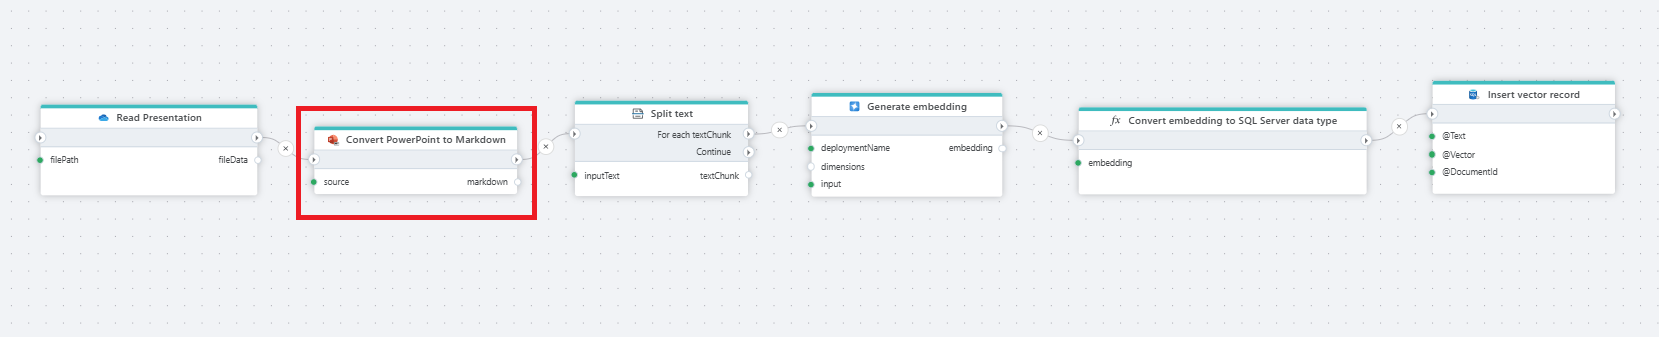 Read Presentation
filePath
fileData
Convert PowerPoint to Markdown
source
markdown
Split text
For each textChunk
Continue
inputText
textChunk
Generate embedding
deploymentName
embedding
dimensions
input
fx Convert embedding to SQL Server data type
embedding
Insert vector record
@Text
@Vector
@DocumentId